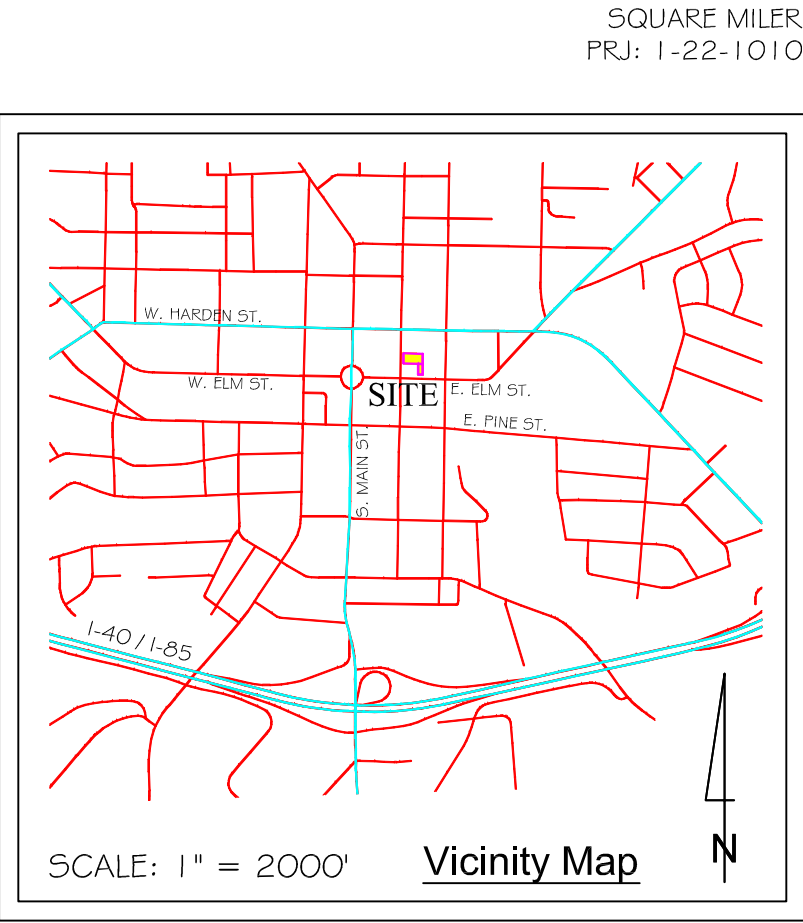 SQUARE MILER
PRJ: 1-22-1010
W. HARDEN ST.
W. ELM ST.
SITE
E. ELM ST.
E. PINE ST.
S. MAIN ST.
I-40 / I-85
N
SCALE: 1" = 2000'
Vicinity Map